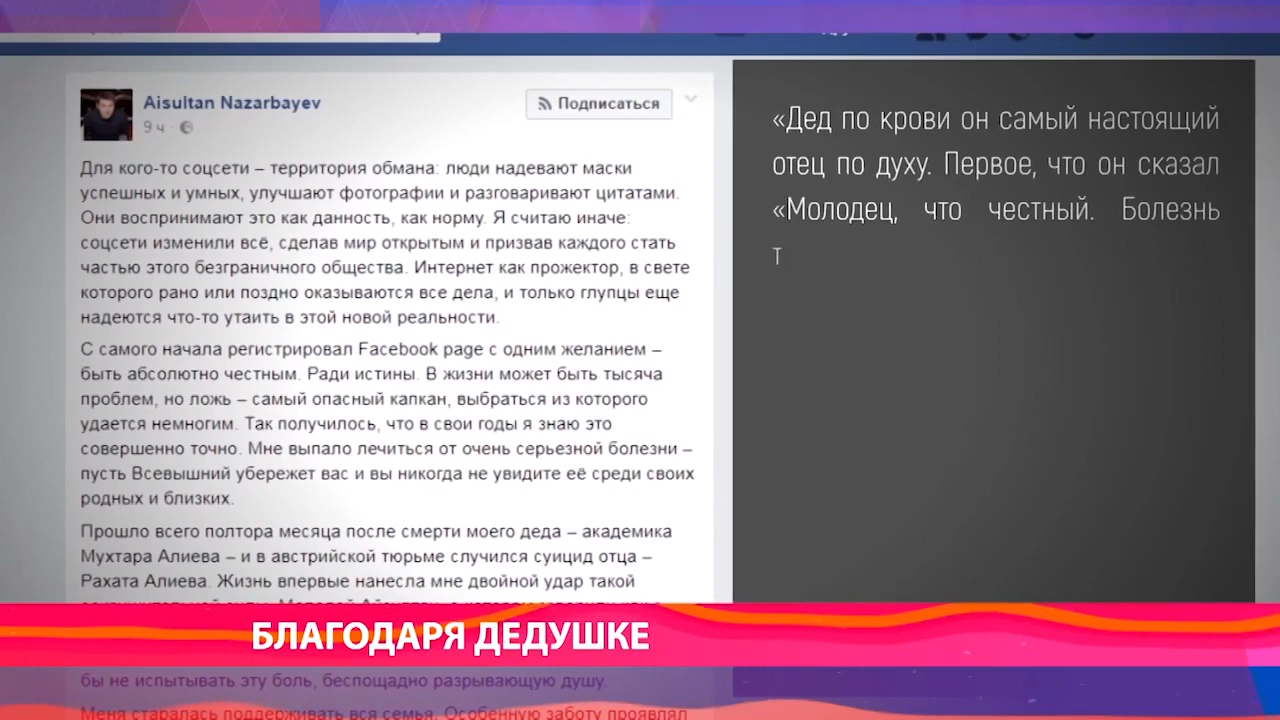 Aisultan Nazarbayev
9 ч
Подписаться
Для кого-то соцсети – территория обмана: люди надевают маски
успешных и умных, улучшают фотографии и разговаривают цитатами.
Они воспринимают это как данность, как норму. Я считаю иначе:
соцсети изменили всё, сделав мир открытым и призвав каждого стать
частью этого безграничного общества. Интернет как прожектор, в свете
которого рано или поздно оказываются все дела, и только глупцы еще
надеются что-то утаить в этой новой реальности.
С самого начала регистрировал Facebook page с одним желанием –
быть абсолютно честным. Ради истины. В жизни может быть тысяча
проблем, но ложь – самый опасный капкан, выбраться из которого
удается немногим. Так получилось, что в свои годы я знаю это
совершенно точно. Мне выпало лечиться от очень серьезной болезни –
пусть Всевышний убережет вас и вы никогда не увидите её среди своих
родных и близких.
Прошло всего полтора месяца после смерти моего деда – академика
Мухтара Алиева – и в австрийской тюрьме случился суицид отца –
Рахата Алиева. Жизнь впервые нанесла мне двойной удар такой
бы не испытывать эту боль, беспощадно разрывающую душу
Меня старалась поддерживать вся семья. Особенную заботу проявлял
«Дед по крови он самый настоящий
отец по духу. Первое, что он сказал
«Молодец, что честный. Болезнь
т
БЛАГОДАРЯ ДЕДУШКЕ